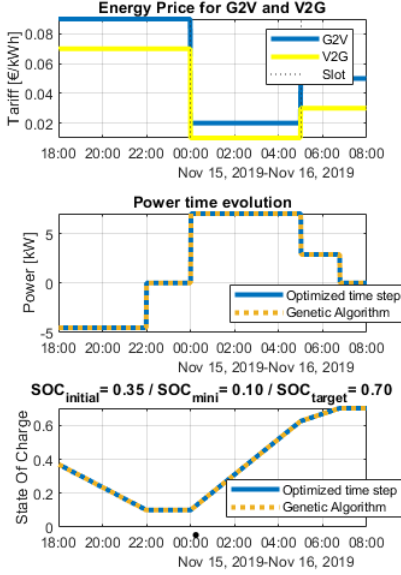 Energy Price for G2V and V2G
Tariff [€/kWh]
0.08
0.06
0.04
0.02
G2V
V2G
Slot
18:00 20:00 22:00 00:00 02:00 04:00 06:00 08:00
Nov 15, 2019-Nov 16, 2019
Power time evolution
Power [kW]
5
0
-5
Optimized time step
Genetic Algorithm
18:00 20:00 22:00 00:00 02:00 04:00 06:00 08:00
Nov 15, 2019-Nov 16, 2019
SOCinitial= 0.35 / SOCmini= 0.10 / SOCtarget= 0.70
State Of Charge
0.6
0.4
0.2
0
Optimized time step
Genetic Algorithm
18:00 20:00 22:00 00:00 02:00 04:00 06:00 08:00
Nov 15, 2019-Nov 16, 2019